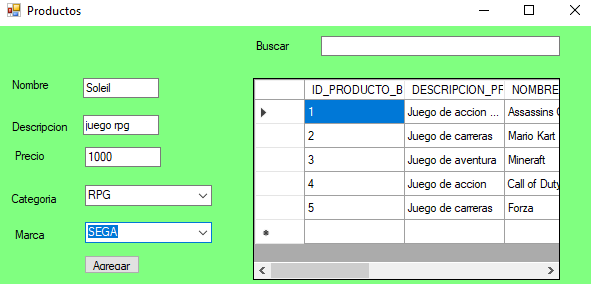 Productos
Buscar
Nombre Soleil
Descripcion juego rpg
Precio 1000
Categoria RPG
Marca SEGA
Agregar
ID_PRODUCTO_B DESCRIPCION_PF NOMBRE
1 Juego de accion ... Assassins C
2 Juego de carreras Mario Kart
3 Juego de aventura Mineraft
4 Juego de accion Call of Duty
5 Juego de carreras Forza